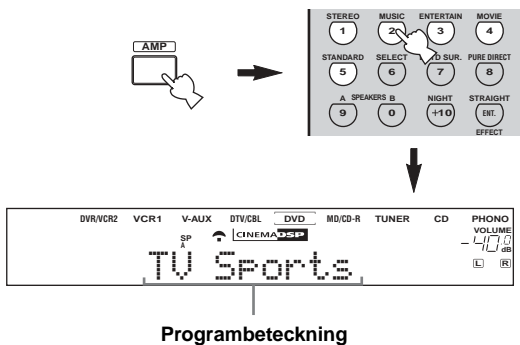 AMP
STEREO MUSIC ENTERTAIN MOVIE
1 2 3 4
STANDARD SELECT D SUR. PURE DIRECT
5 6 7 8
A SPEAKERS B NIGHT STRAIGHT
9 0 +10 ENT.
EFFECT
DVR/VCR2 VCR1 V-AUX DTV/CBL DVD MD/CD-R TUNER CD PHONO
VOLUME
SP
A
CINEMA DSP
-40.0 dB
TV Sports
L R
Programbeteckning